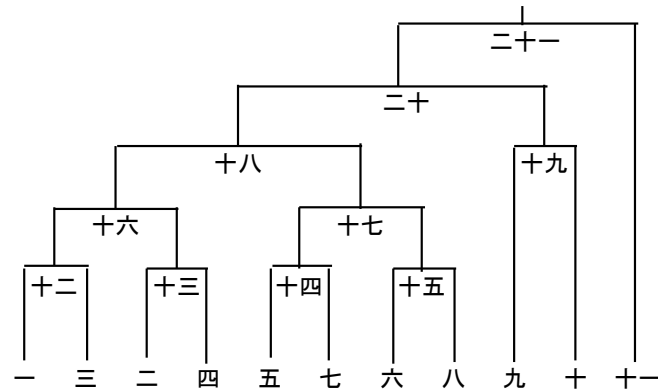 二十一
二十
十八 十九
十六 十七
十二 十三 十四 十五
一 三 二 四 五 七 六 八 九 十 十一